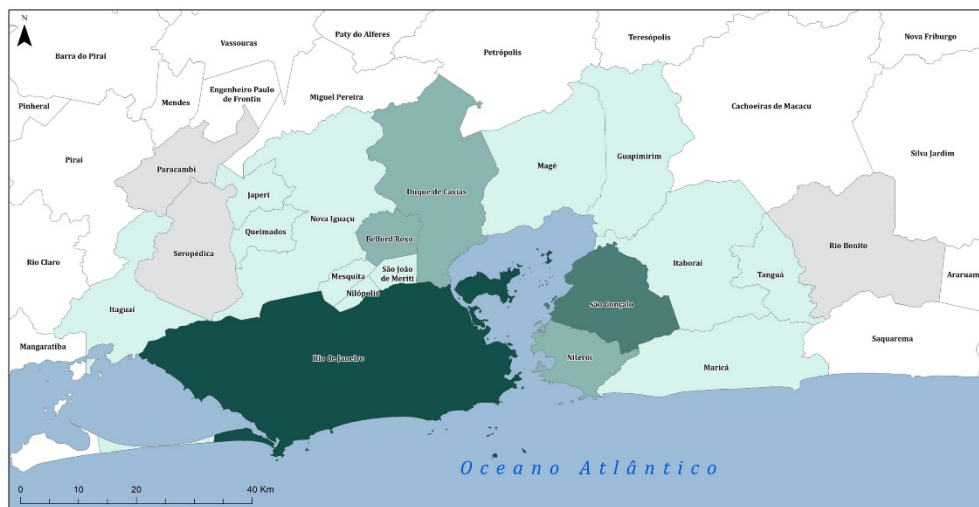 N
Barra do Piraí
Vassouras
Paty do Alferes
Petrópolis
Teresópolis
Nova Friburgo
Pinheral
Mendes
Engenheiro Paulo
de Frontin
Miguel Pereira
Cachoeiras de Macacu
Piraí
Paracambi
Duque de Caxias
Magé
Guapimirim
Silva Jardim
Japeri
Nova Iguaçu
Queimados
Belford Roxo
Rio Claro
Seropédica
Mesquita
São João
de Meriti
Nilópolis
Itaboraí
Tanguá
Rio Bonito
Araruam
Itaguaí
São Gonçalo
Mangaratiba
Rio de Janeiro
Niterói
Maricá
Saquarema
Oceano Atlântico
0 10 20 40 Km